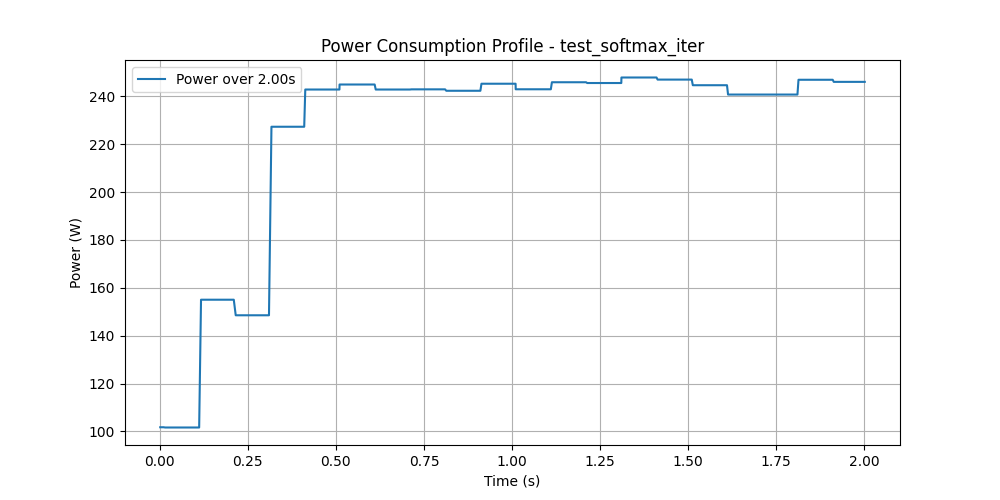 Power Consumption Profile - test_softmax_iter
Power over 2.00s
Power (W)
240
220
200
180
160
140
120
100
0.00 0.25 0.50 0.75 1.00 1.25 1.50 1.75 2.00
Time (s)